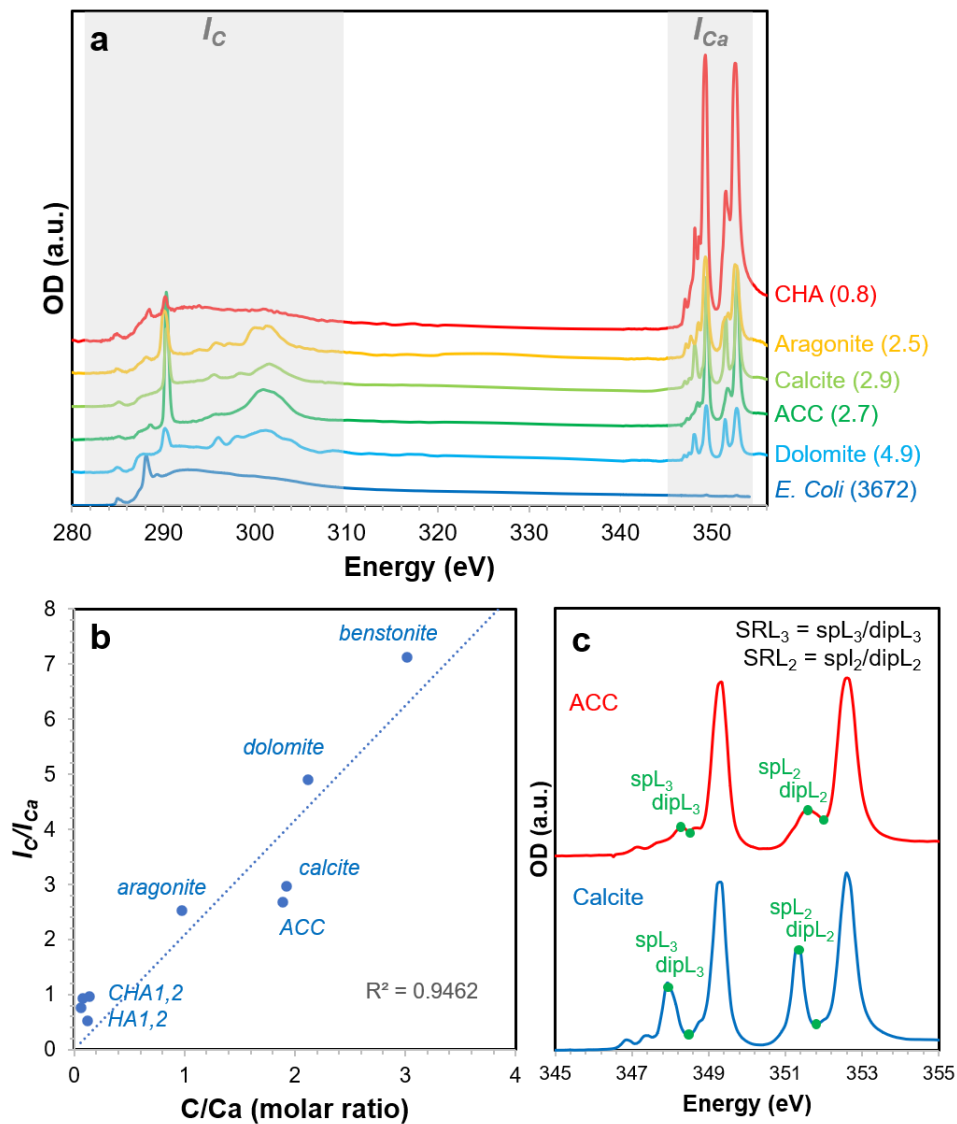 a
I_C
I_Ca
OD (a.u.)
CHA (0.8)
Aragonite (2.5)
Calcite (2.9)
ACC (2.7)
Dolomite (4.9)
E. Coli (3672)
280 290 300 310 320 330 340 350
Energy (eV)
b
I_C/I_Ca
8
7
6
5
4
3
2
1
0
benstonite
dolomite
calcite
aragonite
ACC
CHA1,2
HA1,2
R² = 0.9462
0 1 2 3 4
C/Ca (molar ratio)
c
SRL₃ = spL₃/dipL₃
SRL₂ = spl₂/dipL₂
OD (a.u.)
ACC
spL₃
dipL₃
spL₂
dipL₂
Calcite
spL₃
dipL₃
spL₂
dipL₂
345 347 349 351 353 355
Energy (eV)